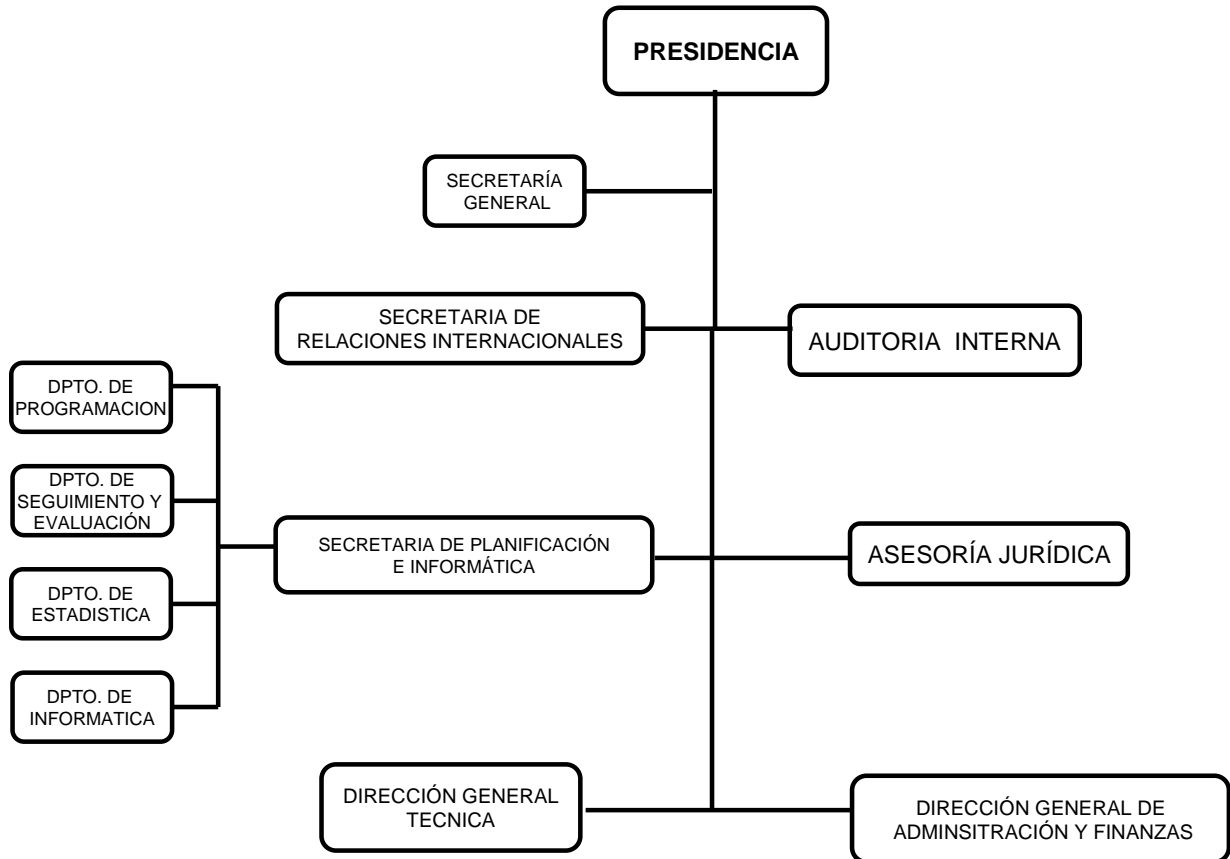 PRESIDENCIA
SECRETARÍA
GENERAL
SECRETARIA DE
RELACIONES INTERNACIONALES
AUDITORIA  INTERNA
DPTO. DE
PROGRAMACION
DPTO. DE
SEGUIMIENTO Y
EVALUACIÓN
SECRETARIA DE PLANIFICACIÓN
E INFORMÁTICA
ASESORÍA JURÍDICA
DPTO. DE
ESTADISTICA
DPTO. DE
INFORMATICA
DIRECCIÓN GENERAL
TECNICA
DIRECCIÓN GENERAL DE
ADMINSITRACIÓN Y FINANZAS